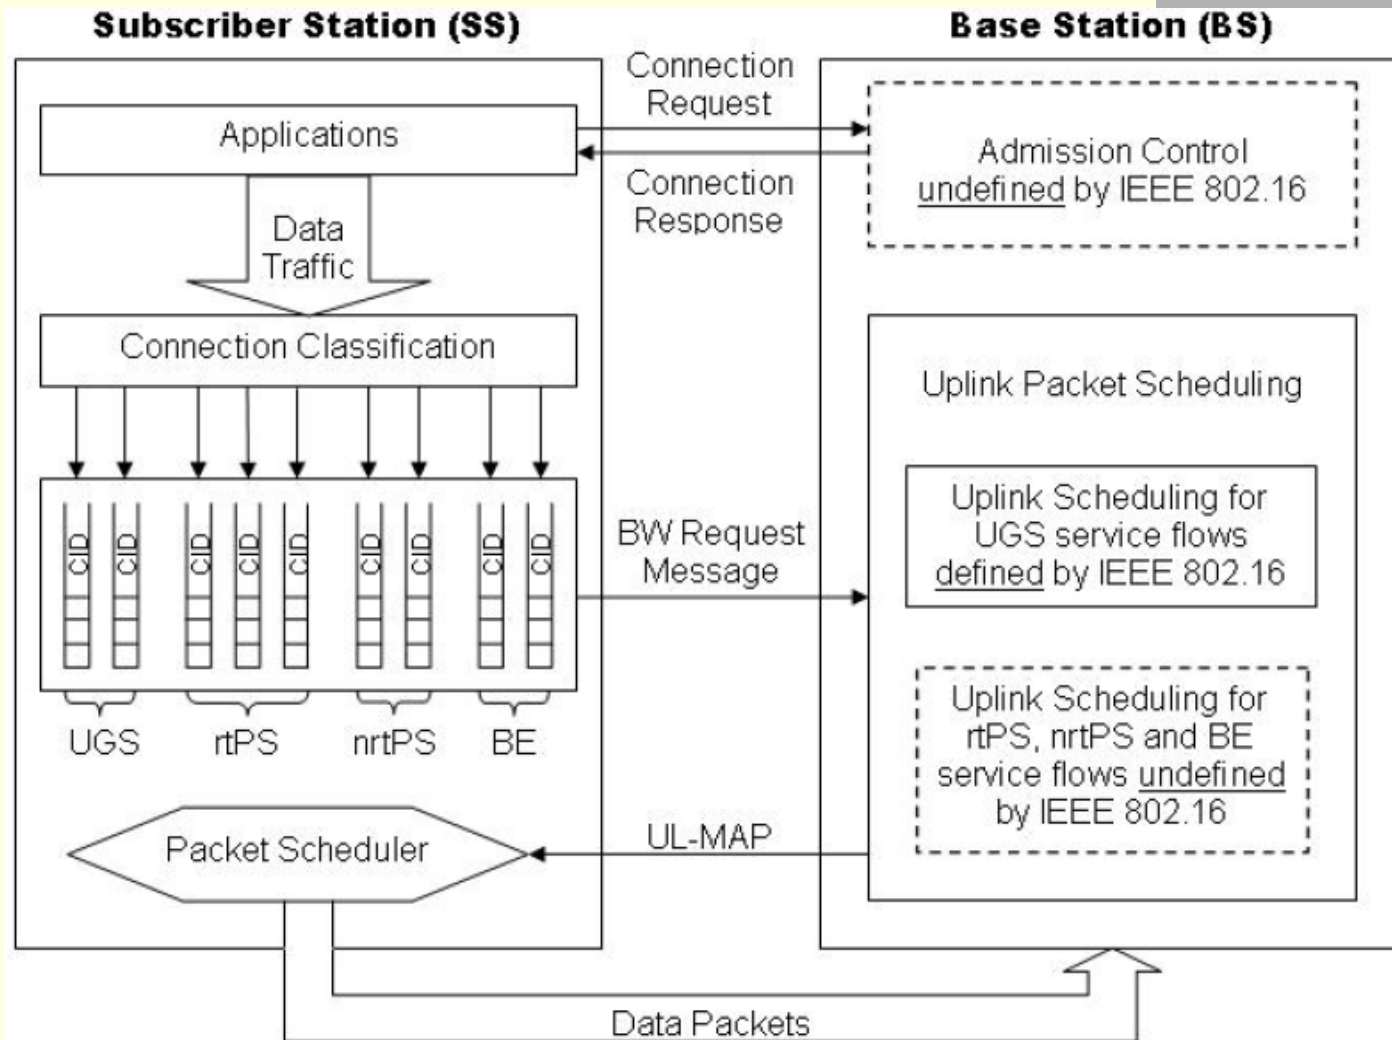 Subscriber Station (SS)
Base Station (BS)
Applications
Connection
Request
Connection
Response
Admission Control
undefined by IEEE 802.16
Data
Traffic
Connection Classification
CID
CID
CID
CID
CID
CID
CID
CID
CID
UGS
rtPS
nrtPS
BE
BW Request
Message
Uplink Packet Scheduling
Uplink Scheduling for
UGS service flows
defined by IEEE 802.16
Uplink Scheduling for
rtPS, nrtPS and BE
service flows undefined
by IEEE 802.16
Packet Scheduler
UL-MAP
Data Packets